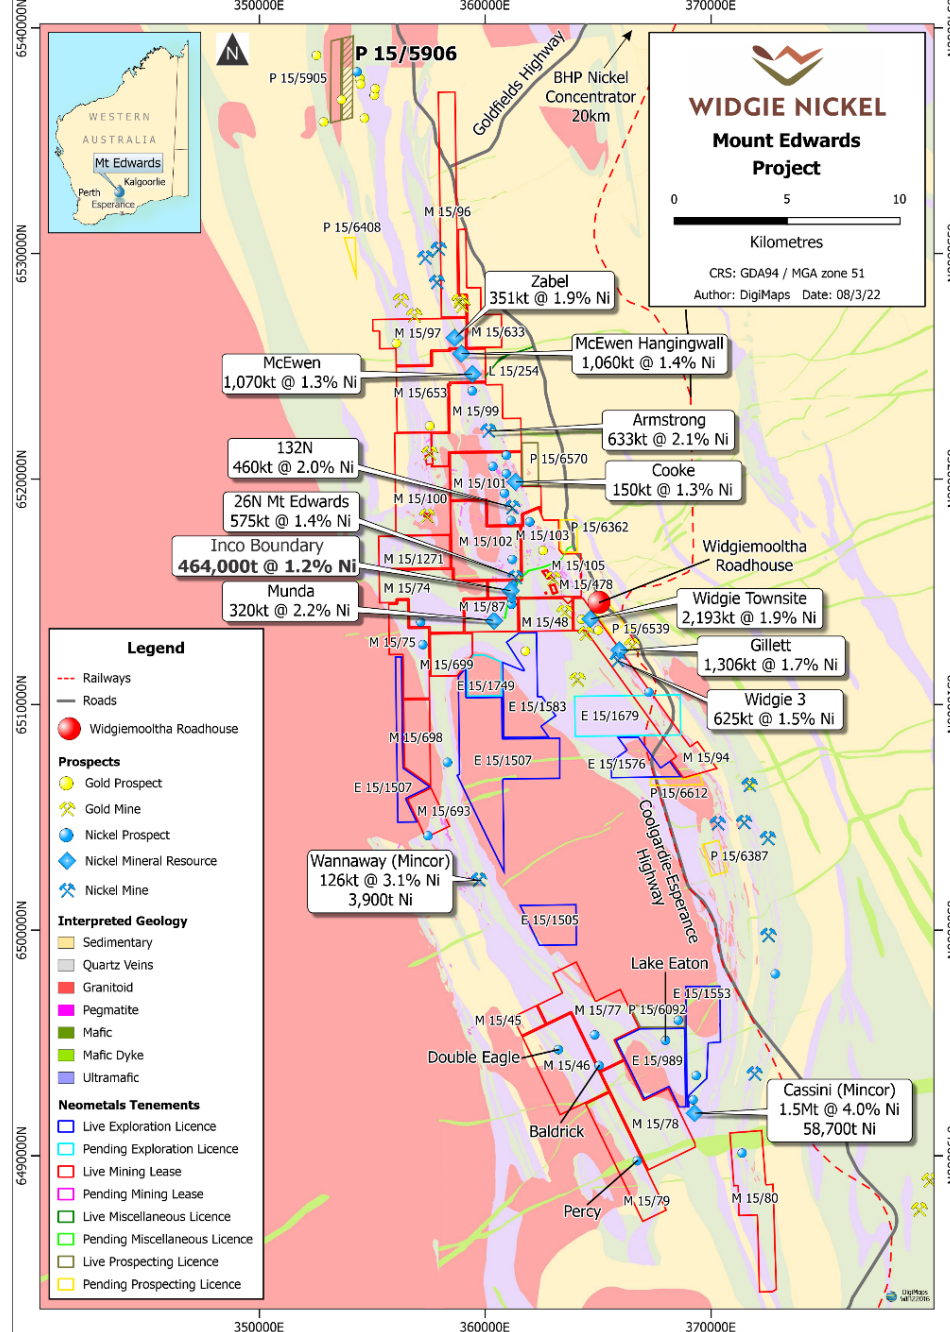 350000E
360000E
370000E
6540000N
6530000N
6520000N
6510000N
6500000N
6490000N
WESTERN
AUSTRALIA
Mt Edwards
Kalgoorlie
Perth
Esperance
N
P 15/5905
P 15/5906
Goldfields Highway
BHP Nickel
Concentrator
20km
WIDGIE NICKEL
Mount Edwards
Project
0
5
10
Kilometres
CRS: GDA94 / MGA zone 51
Author: DigiMaps Date: 08/3/22
M 15/96
P 15/6408
Zabel
351kt @ 1.9% Ni
M 15/97
M 15/633
McEwen Hangingwall
1,060kt @ 1.4% Ni
McEwen
1,070kt @ 1.3% Ni
L 15/254
M 15/653
M 15/99
Armstrong
633kt @ 2.1% Ni
132N
460kt @ 2.0% Ni
P 15/6570
Cooke
150kt @ 1.3% Ni
M 15/101
M 15/100
26N Mt Edwards
575kt @ 1.4% Ni
P 15/6362
M 15/102
M 15/103
Inco Boundary
464,000t @ 1.2% Ni
M 15/1271
M 15/105
M 15/478
Widgiemooltha
Roadhouse
M 15/74
Munda
320kt @ 2.2% Ni
M 15/87
M 15/48
Widgie Townsite
2,193kt @ 1.9% Ni
P 15/6539
M 15/75
M 15/699
Gillett
1,306kt @ 1.7% Ni
E 15/1749
E 15/1583
Widgie 3
625kt @ 1.5% Ni
E 15/1679
M 15/698
E 15/1507
E 15/1576
M 15/94
E 15/1507
P 15/6612
M 15/693
Coolgardie-Esperance
Highway
P 15/6387
Wannaway (Mincor)
126kt @ 3.1% Ni
3,900t Ni
E 15/1505
Lake Eaton
E 15/1553
M 15/77
P 15/6092
M 15/45
Double Eagle
M 15/46
E 15/989
Cassini (Mincor)
1.5Mt @ 4.0% Ni
58,700t Ni
Baldrick
M 15/78
Percy
M 15/79
M 15/80
Legend
Railways
Roads
Widgiemooltha Roadhouse
Prospects
Gold Prospect
Gold Mine
Nickel Prospect
Nickel Mineral Resource
Nickel Mine
Interpreted Geology
Sedimentary
Quartz Veins
Granitoid
Pegmatite
Mafic
Mafic Dyke
Ultramafic
Neometals Tenements
Live Exploration Licence
Pending Exploration Licence
Live Mining Lease
Pending Mining Lease
Live Miscellaneous Licence
Pending Miscellaneous Licence
Live Prospecting Licence
Pending Prospecting Licence
DigiMaps
350000E
360000E
370000E